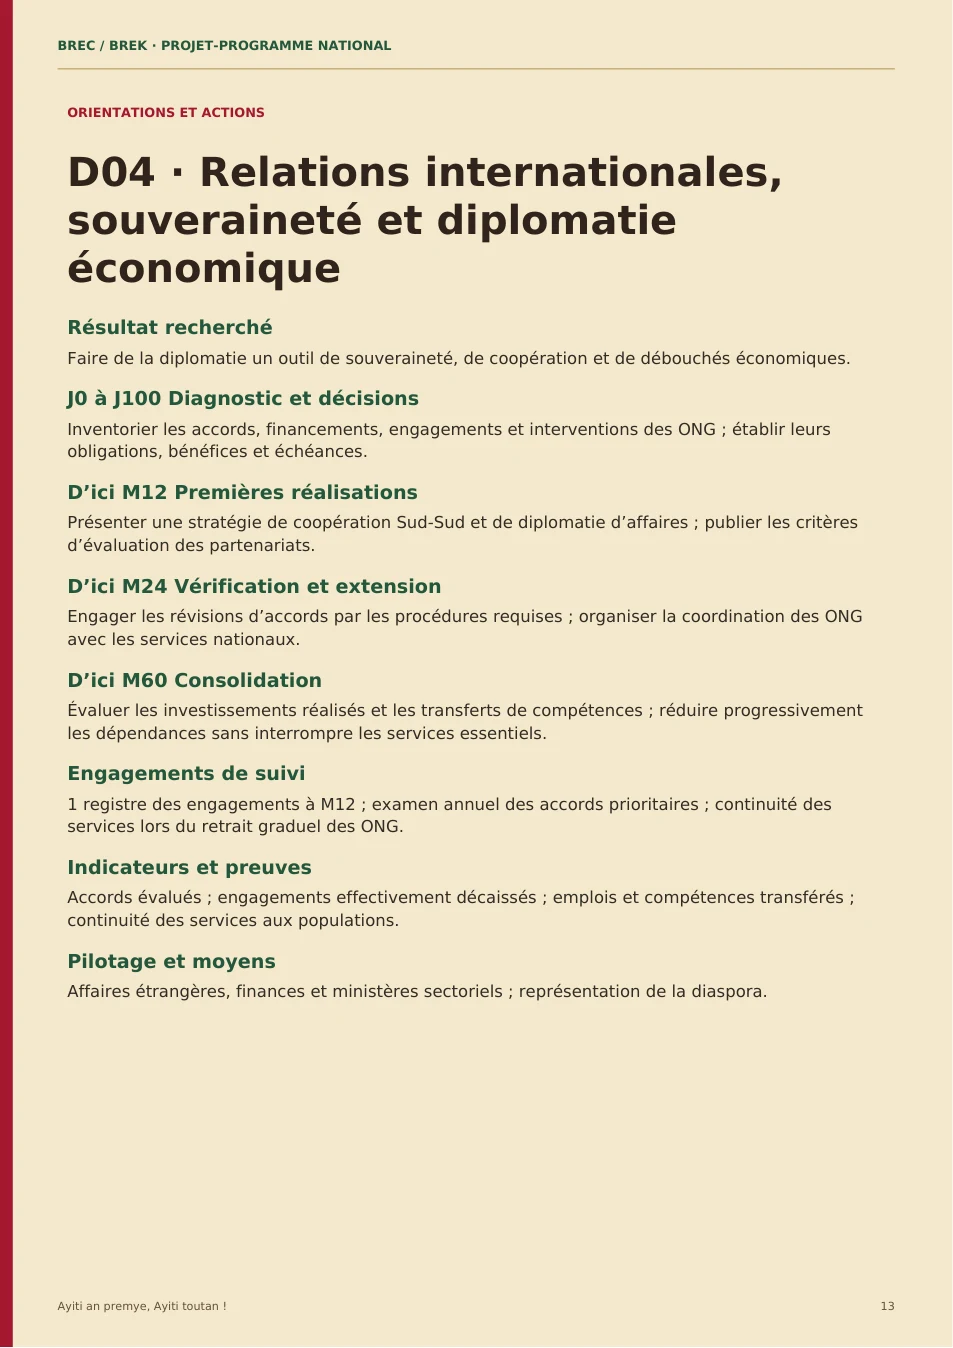 BREC / BREK · PROJET-PROGRAMME NATIONAL
ORIENTATIONS ET ACTIONS
D04 · Relations internationales,
souveraineté et diplomatie
économique
Résultat recherché
Faire de la diplomatie un outil de souveraineté, de coopération et de débouchés économiques.
J0 à J100 Diagnostic et décisions
Inventorier les accords, financements, engagements et interventions des ONG ; établir leurs
obligations, bénéfices et échéances.
D’ici M12 Premières réalisations
Présenter une stratégie de coopération Sud-Sud et de diplomatie d’affaires ; publier les critères
d’évaluation des partenariats.
D’ici M24 Vérification et extension
Engager les révisions d’accords par les procédures requises ; organiser la coordination des ONG
avec les services nationaux.
D’ici M60 Consolidation
Évaluer les investissements réalisés et les transferts de compétences ; réduire progressivement
les dépendances sans interrompre les services essentiels.
Engagements de suivi
1 registre des engagements à M12 ; examen annuel des accords prioritaires ; continuité des
services lors du retrait graduel des ONG.
Indicateurs et preuves
Accords évalués ; engagements effectivement décaissés ; emplois et compétences transférés ;
continuité des services aux populations.
Pilotage et moyens
Affaires étrangères, finances et ministères sectoriels ; représentation de la diaspora.
Ayiti an premye, Ayiti toutan !
13